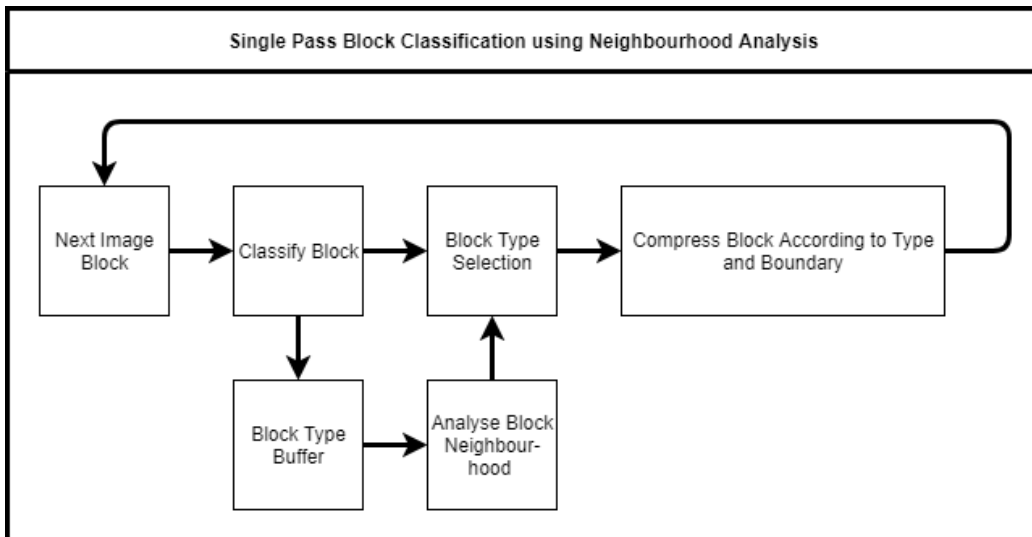 Single Pass Block Classification using Neighbourhood Analysis
Next Image
Block
Classify Block
Block Type
Selection
Compress Block According to Type
and Boundary
Block Type
Buffer
Analyse Block
Neighbour-
hood